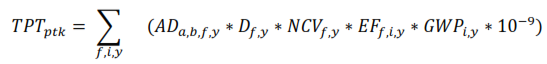 TPT_ptk = ∑_{f,i,y} (AD_{a,b,f,y} * D_{f,y} * NCV_{f,y} * EF_{f,i,y} * GWP_{i,y} * 10^{-9})